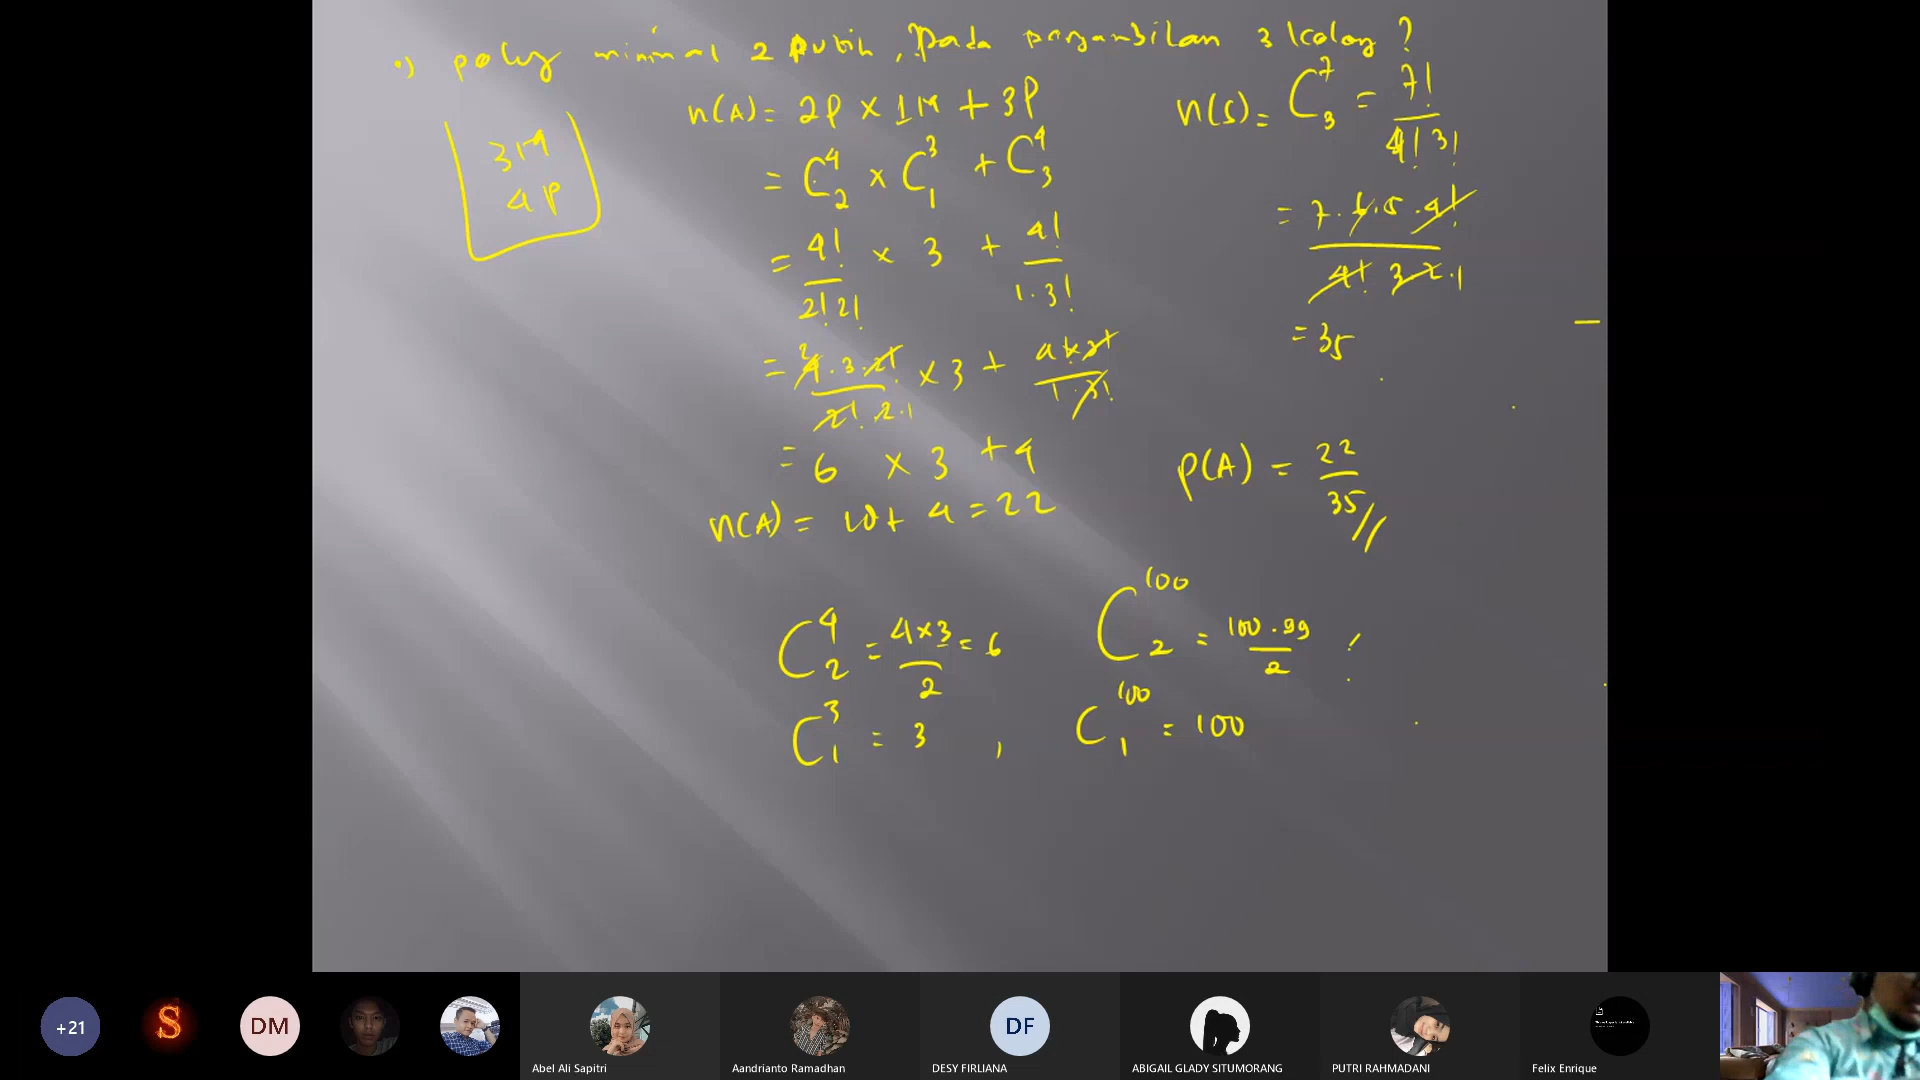 •) peluang minimal 2 putih, pada pengambilan 3 kaleng?
3M
4P
n(A) = 2P × 1M + 3P
= C⁴₂ × C³₁ + C⁴₃
= 4!/2!2! × 3 + 4!/1.3!
= 4.3.2!/2!.2.1 × 3 + 4×3!/1.3!
= 6 × 3 + 4
n(A) = 18 + 4 = 22
n(S) = C⁷₃ = 7!/4!3!
= 7.6.5.4!/4! 3.2.1
= 35
P(A) = 22/35//
C⁴₂ = 4×3/2 = 6
C¹⁰⁰₂ = 100.99/2 !
C³₁ = 3 , C¹⁰⁰₁ = 100
+21
S
DM
DF
Abel Ali Sapitri
Aandrianto Ramadhan
DESY FIRLIANA
ABIGAIL GLADY SITUMORANG
PUTRI RAHMADANI
Felix Enrique